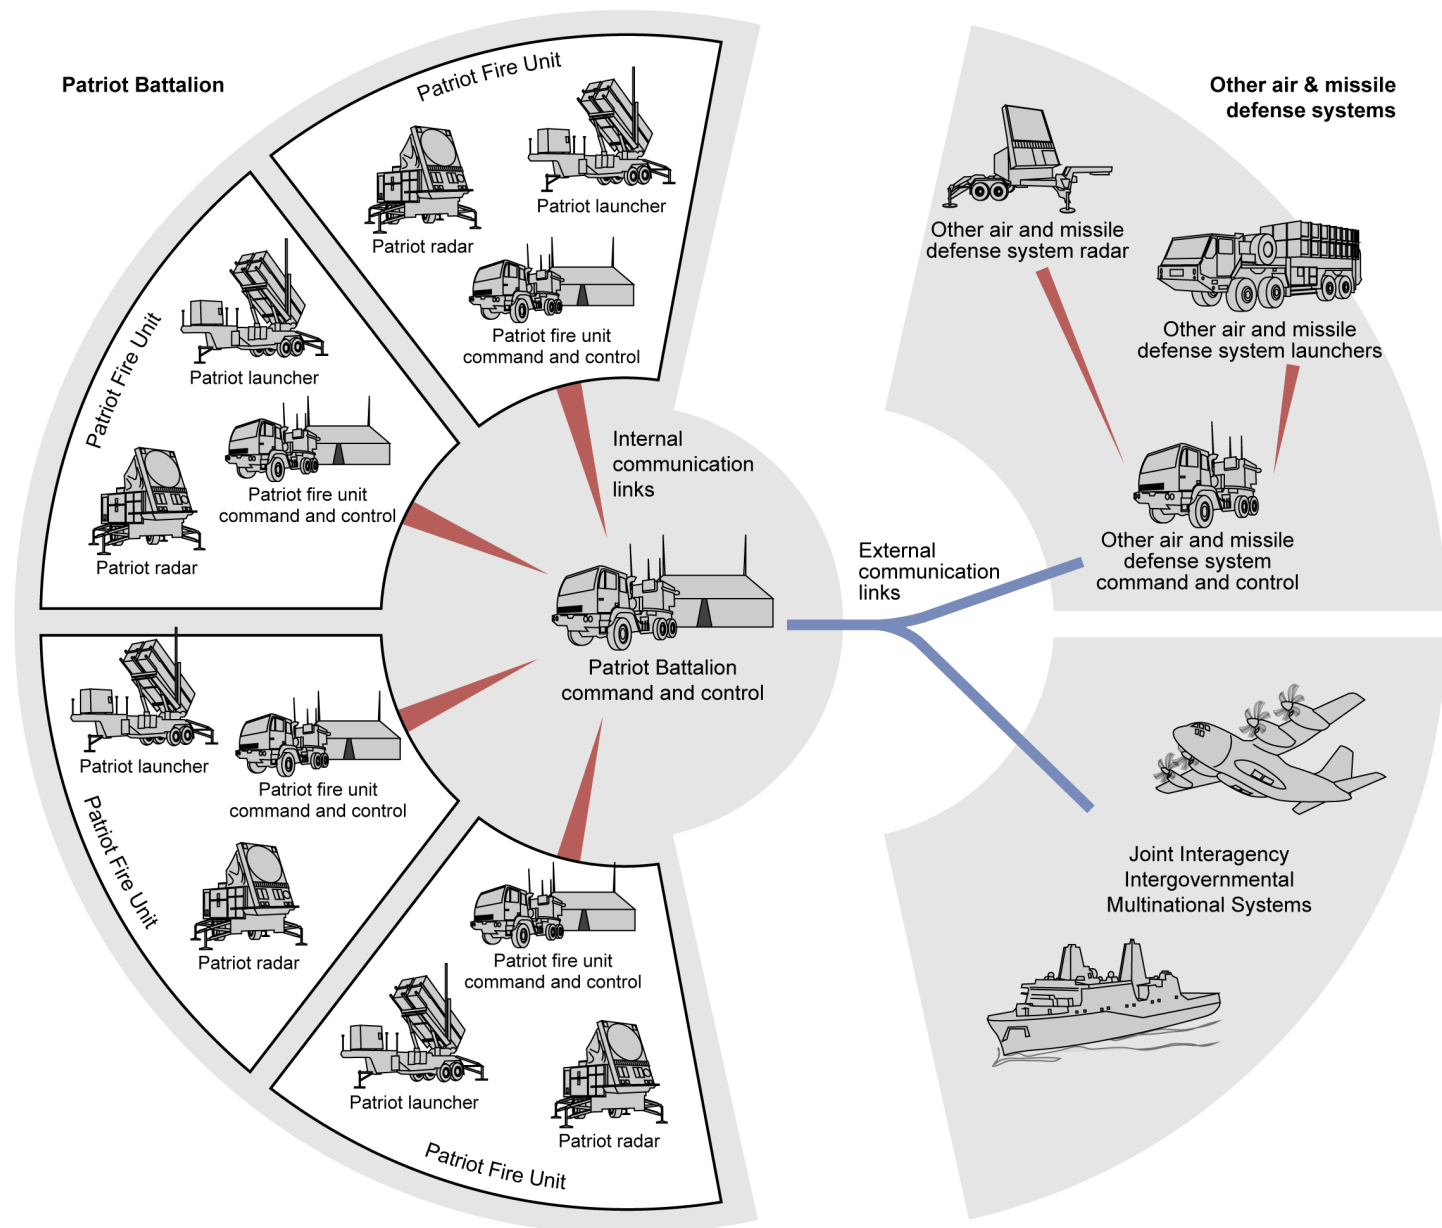 Patriot Battalion
Patriot Fire Unit
Patriot launcher
Patriot radar
Patriot fire unit
command and control
Patriot Fire Unit
Patriot launcher
Patriot fire unit
command and control
Patriot radar
Patriot Fire Unit
Patriot launcher
Patriot fire unit
command and control
Patriot radar
Patriot Fire Unit
Patriot fire unit
command and control
Patriot launcher
Patriot radar
Internal
communication
links
Patriot Battalion
command and control
External
communication
links
Other air & missile
defense systems
Other air and missile
defense system radar
Other air and missile
defense system launchers
Other air and missile
defense system
command and control
Joint Interagency
Intergovernmental
Multinational Systems